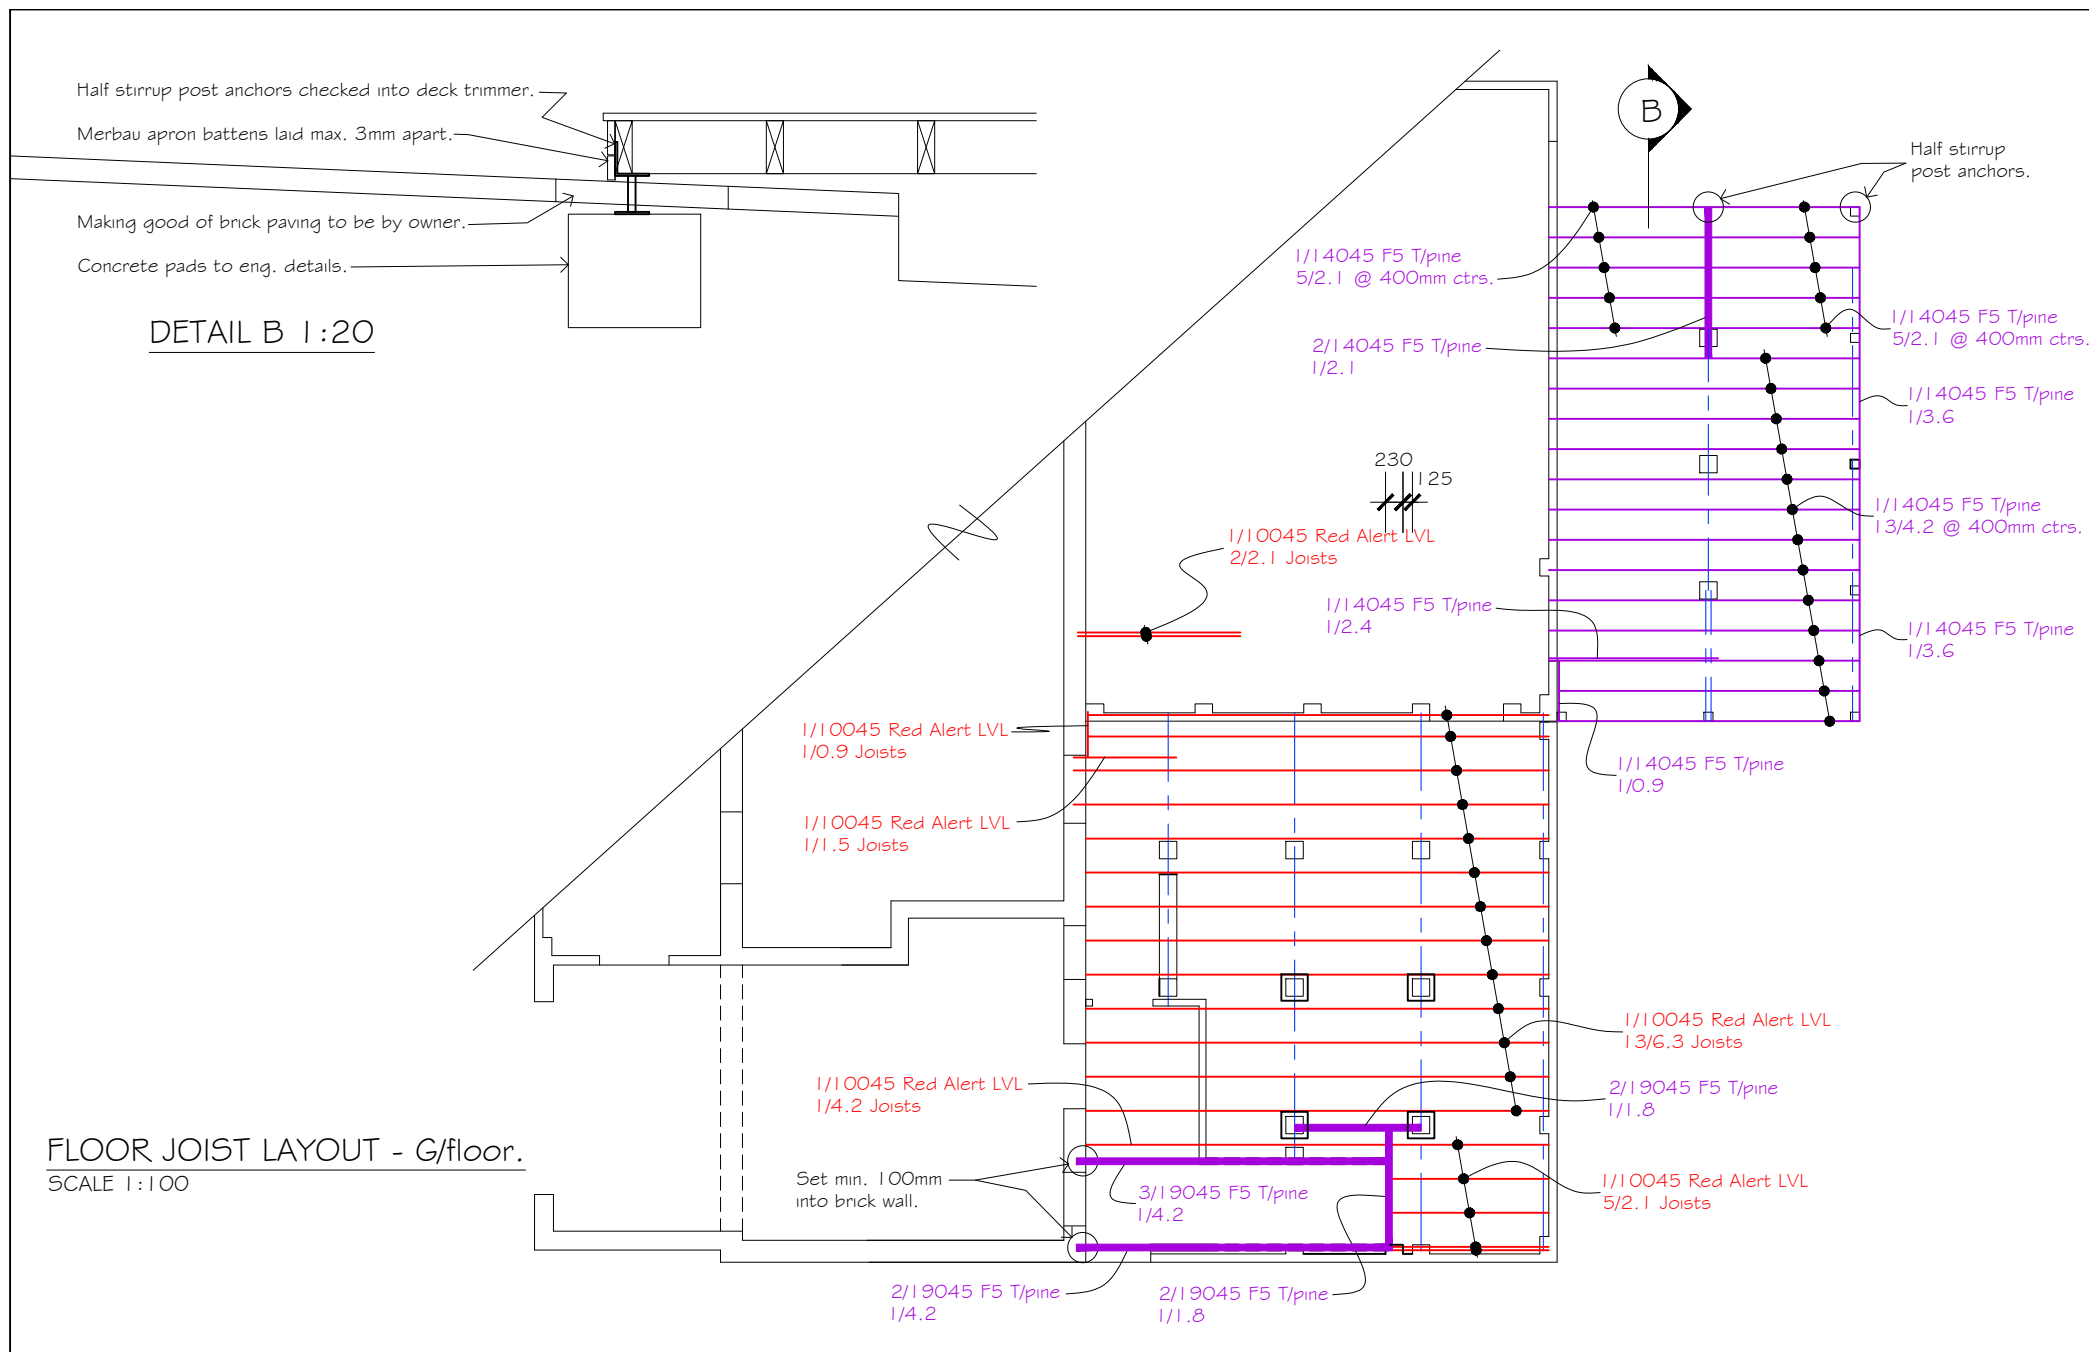 Half stirrup post anchors checked into deck trimmer.
Merbau apron battens laid max. 3mm apart.
Making good of brick paving to be by owner.
Concrete pads to eng. details.
DETAIL B 1:20
B
Half stirrup
post anchors.
1/14045 F5 T/pine
5/2.1 @ 400mm ctrs.
2/14045 F5 T/pine
1/2.1
1/14045 F5 T/pine
5/2.1 @ 400mm ctrs.
1/14045 F5 T/pine
1/3.6
230
125
1/14045 F5 T/pine
13/4.2 @ 400mm ctrs.
1/10045 Red Alert LVL
2/2.1 Joists
1/14045 F5 T/pine
1/2.4
1/14045 F5 T/pine
1/3.6
1/10045 Red Alert LVL
1/0.9 Joists
1/14045 F5 T/pine
1/0.9
1/10045 Red Alert LVL
1/1.5 Joists
1/10045 Red Alert LVL
13/6.3 Joists
1/10045 Red Alert LVL
1/4.2 Joists
2/19045 F5 T/pine
1/1.8
FLOOR JOIST LAYOUT - G/floor.
SCALE 1:100
Set min. 100mm
into brick wall.
3/19045 F5 T/pine
1/4.2
1/10045 Red Alert LVL
5/2.1 Joists
2/19045 F5 T/pine
1/4.2
2/19045 F5 T/pine
1/1.8